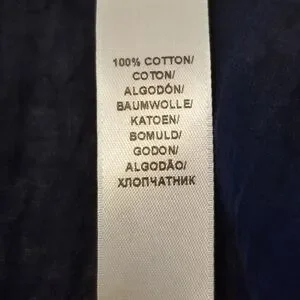 100% COTTON/
COTON/
ALGODÓN/
BAUMWOLLE/
KATOEN/
BOMULD/
GODON/
ALGODÃO/
ХЛОПЧАТНИК